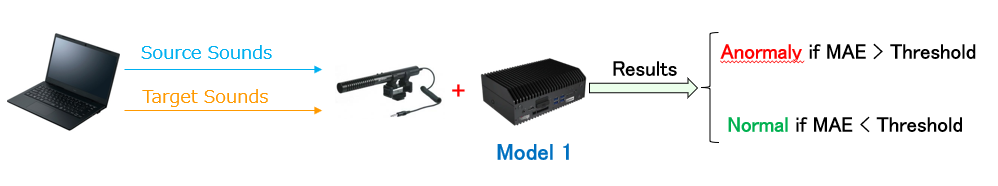 Source Sounds
Target Sounds
+
Model 1
Results
Anormaly if MAE > Threshold
Normal if MAE < Threshold